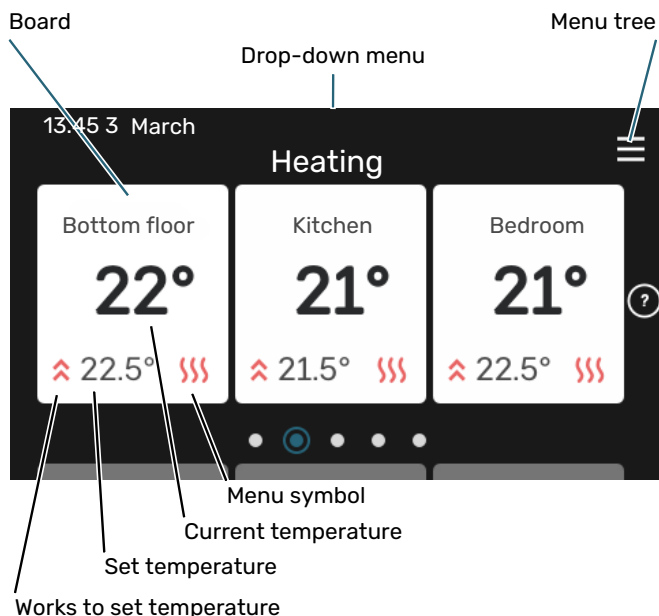 Board
Menu tree
Drop-down menu
13.45 3 March
Heating
Bottom floor
Kitchen
Bedroom
22°
21°
21°
?
22.5°
21.5°
22.5°
Menu symbol
Current temperature
Set temperature
Works to set temperature